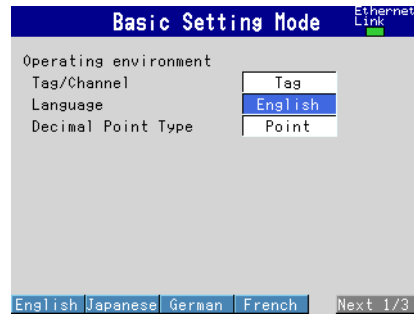 Basic Setting Mode
Ethernet
Link
Operating environment
Tag/Channel Tag
Language English
Decimal Point Type Point
English Japanese German French Next 1/3